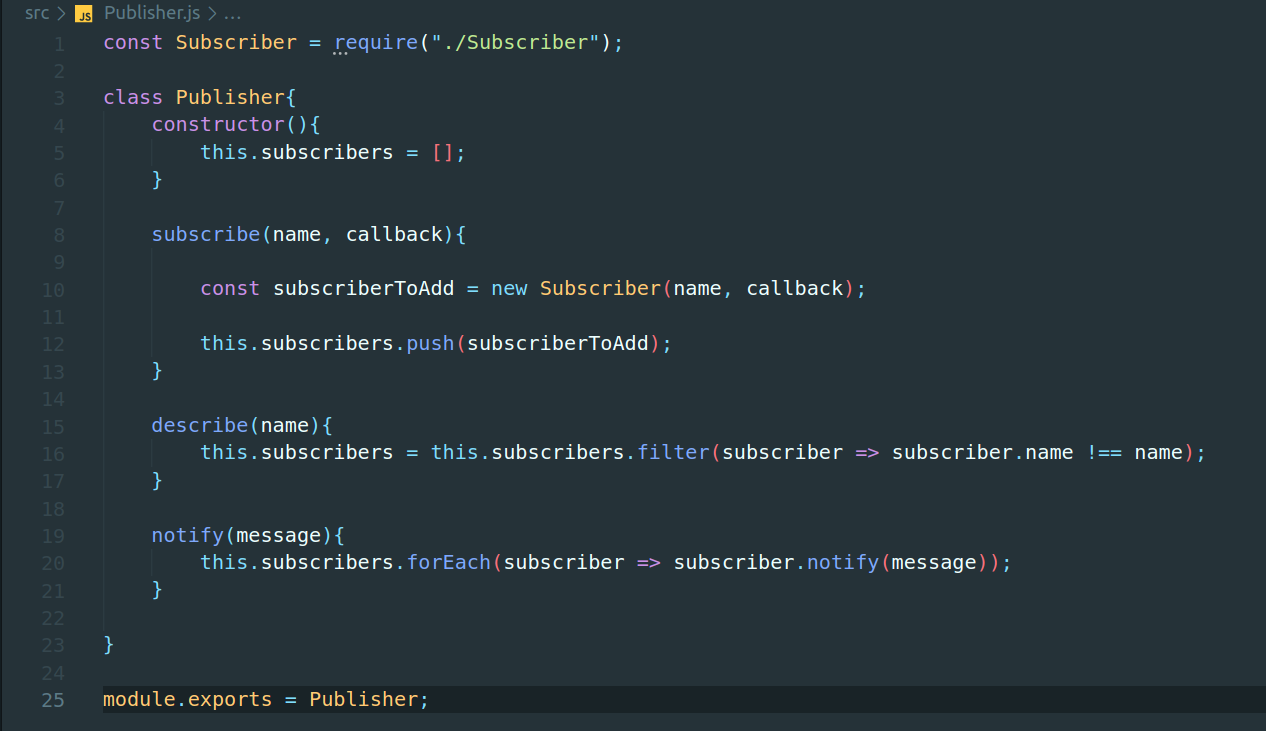 src > JS Publisher.js > ...
1 const Subscriber = require("./Subscriber");
2
3 class Publisher{
4     constructor(){
5         this.subscribers = [];
6     }
7
8     subscribe(name, callback){
9
10         const subscriberToAdd = new Subscriber(name, callback);
11
12         this.subscribers.push(subscriberToAdd);
13     }
14
15     describe(name){
16         this.subscribers = this.subscribers.filter(subscriber => subscriber.name !== name);
17     }
18
19     notify(message){
20         this.subscribers.forEach(subscriber => subscriber.notify(message));
21     }
22
23 }
24
25 module.exports = Publisher;